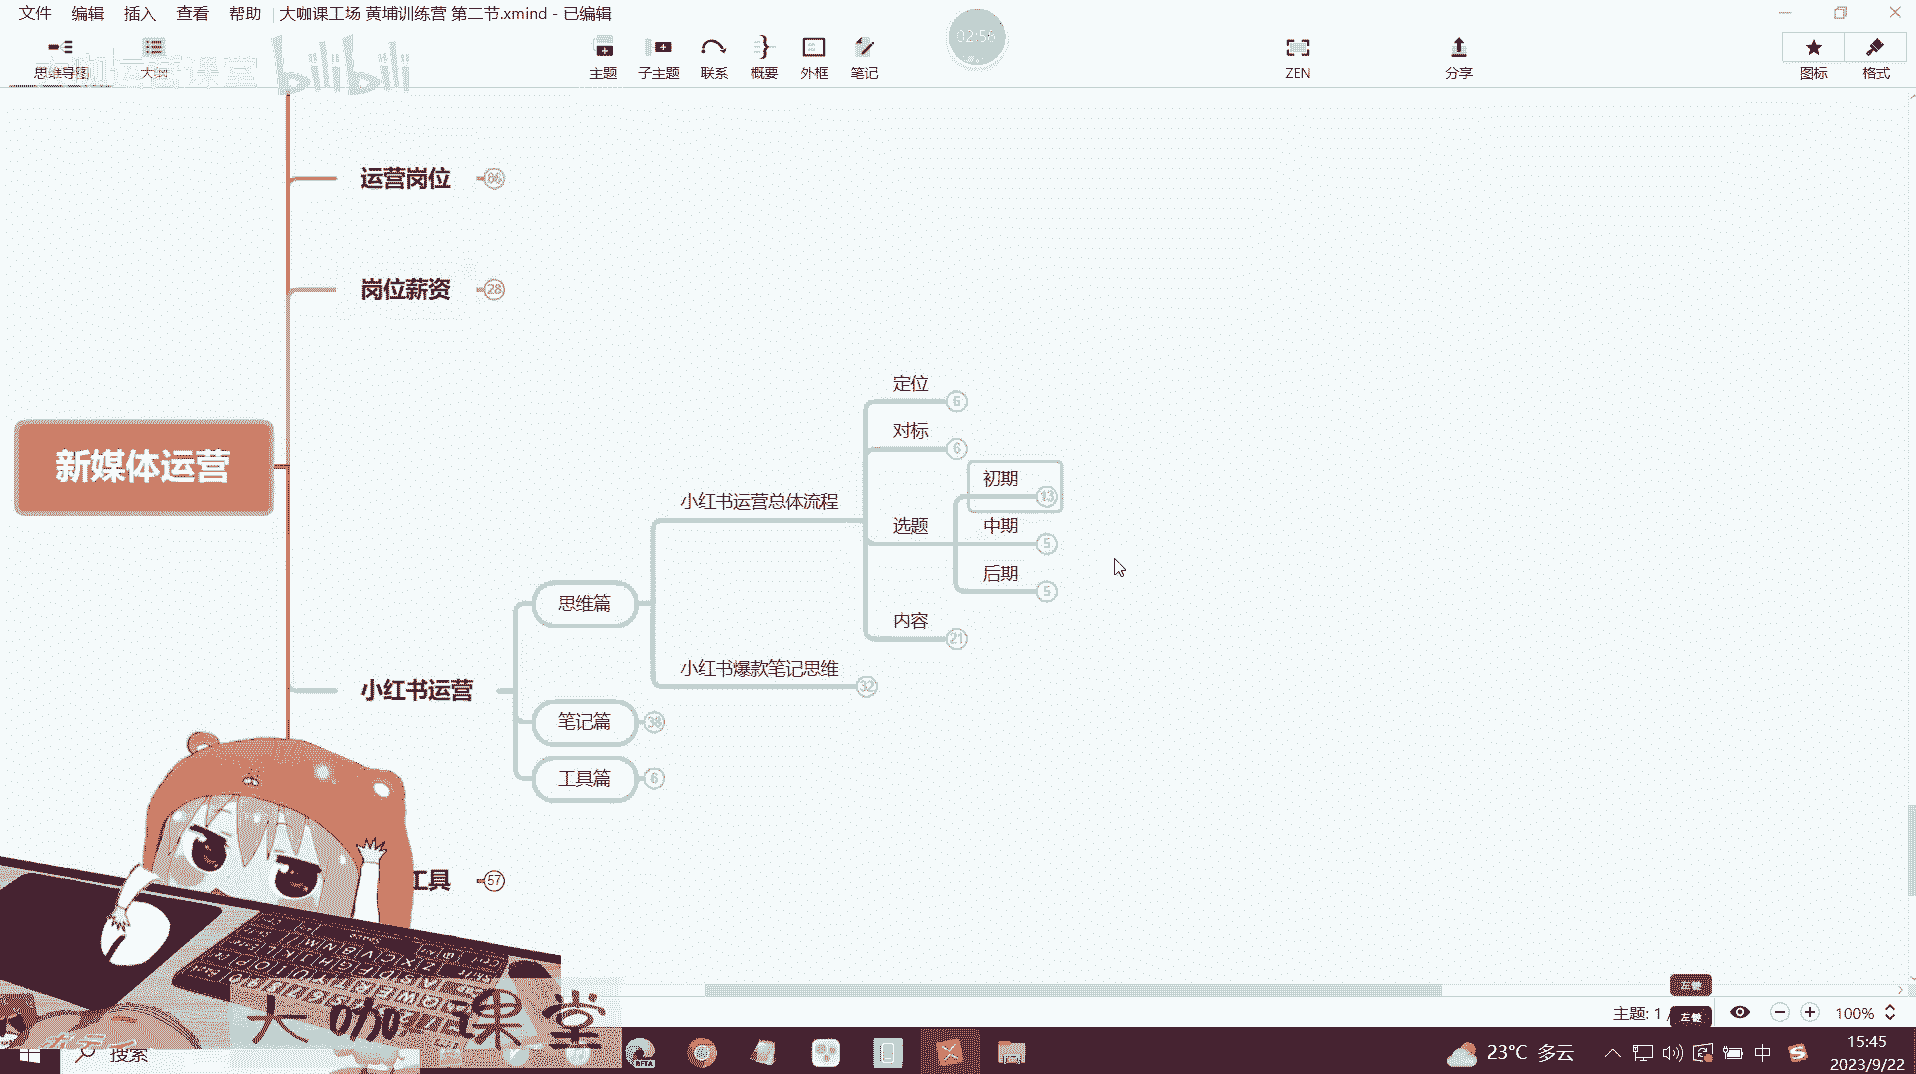 文件 编辑 插入 查看 帮助 大咖课工场 黄埔训练营 第二节.xmind - 已编辑
思维导图 大纲 主题 子主题 联系 概要 外框 笔记 02:56 ZEN 分享 图标 格式
bilibili
运营岗位
岗位薪资 28
新媒体运营
小红书运营
思维篇
笔记篇 38
工具篇 6
小红书运营总体流程
小红书爆款笔记思维 32
定位 6
对标 6
选题
初期 13
中期 5
后期 5
内容 21
工具 57
大咖课堂
左键
主题: 1 /
左键
100%
搜索
23°C 多云
中
15:45
2023/9/22